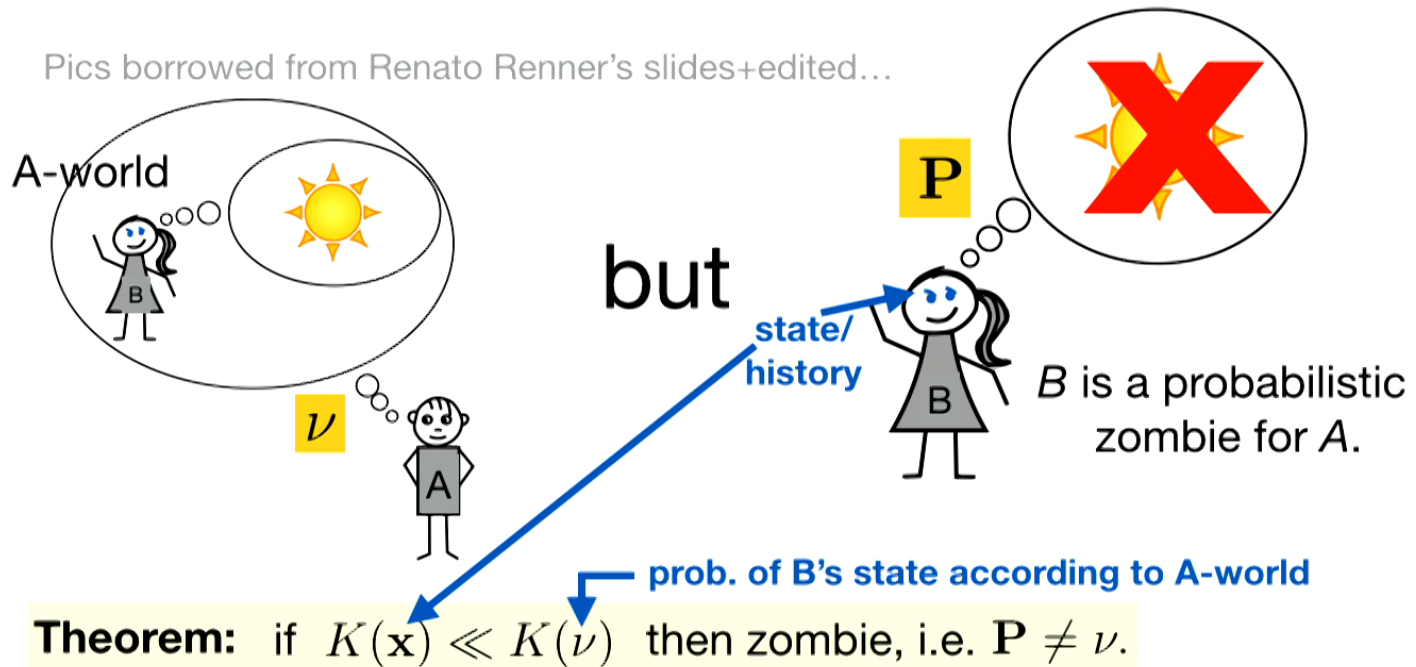 Pics borrowed from Renato Renner's slides+edited…
A-world
B
ν
A
but
P
state/
history
B
B is a probabilistic
zombie for A.
prob. of B's state according to A-world
Theorem: if K(x) ≪ K(ν) then zombie, i.e. P ≠ ν.